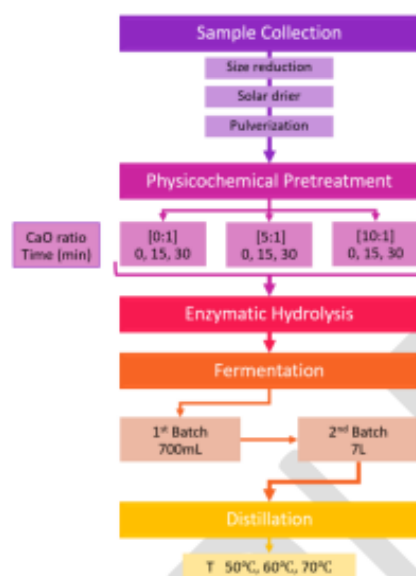 Sample Collection
Size reduction
Solar drier
Pulverization
Physicochemical Pretreatment
CaO ratio
Time (min)
[0:1]
0, 15, 30
[5:1]
0, 15, 30
[10:1]
0, 15, 30
Enzymatic Hydrolysis
Fermentation
1st Batch
700mL
2nd Batch
7L
Distillation
T 50°C, 60°C, 70°C